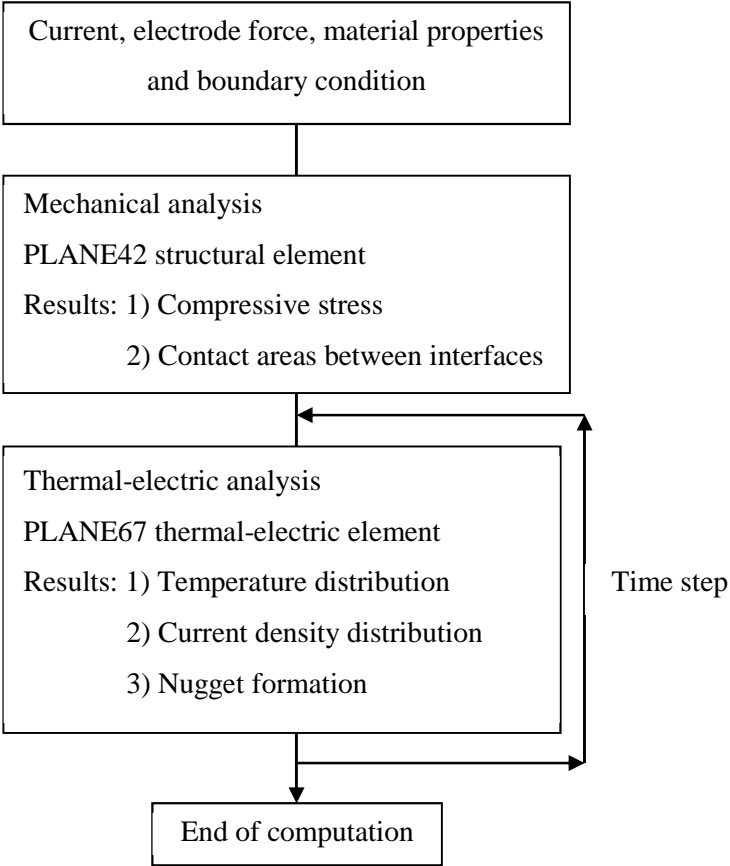 Current, electrode force, material properties
and boundary condition
Mechanical analysis
PLANE42 structural element
Results: 1) Compressive stress
2) Contact areas between interfaces
Thermal-electric analysis
PLANE67 thermal-electric element
Results: 1) Temperature distribution
2) Current density distribution
3) Nugget formation
Time step
End of computation